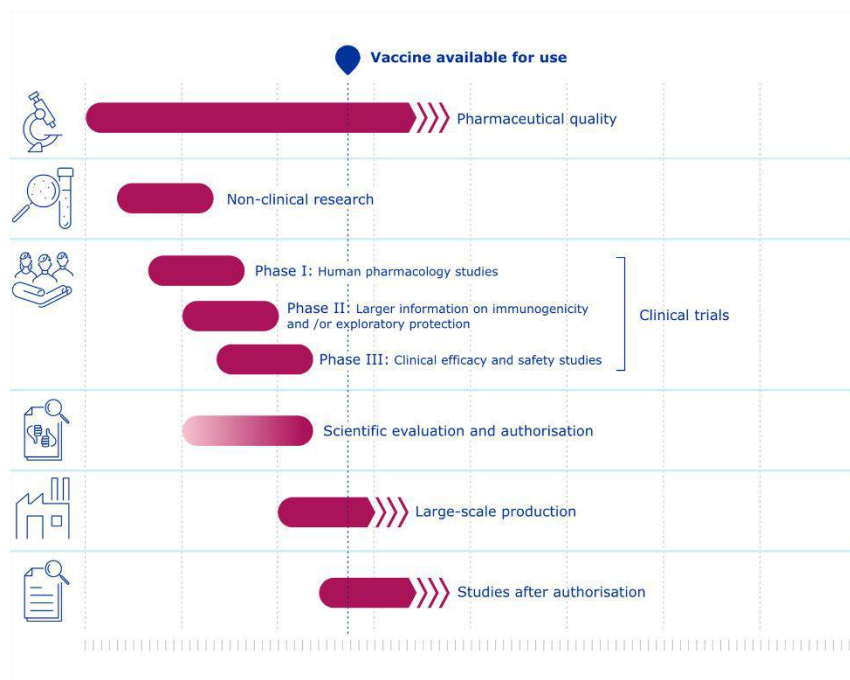 Vaccine available for use
Pharmaceutical quality
Non-clinical research
Phase I: Human pharmacology studies
Phase II: Larger information on immunogenicity
and /or exploratory protection
Clinical trials
Phase III: Clinical efficacy and safety studies
Scientific evaluation and authorisation
Large-scale production
Studies after authorisation